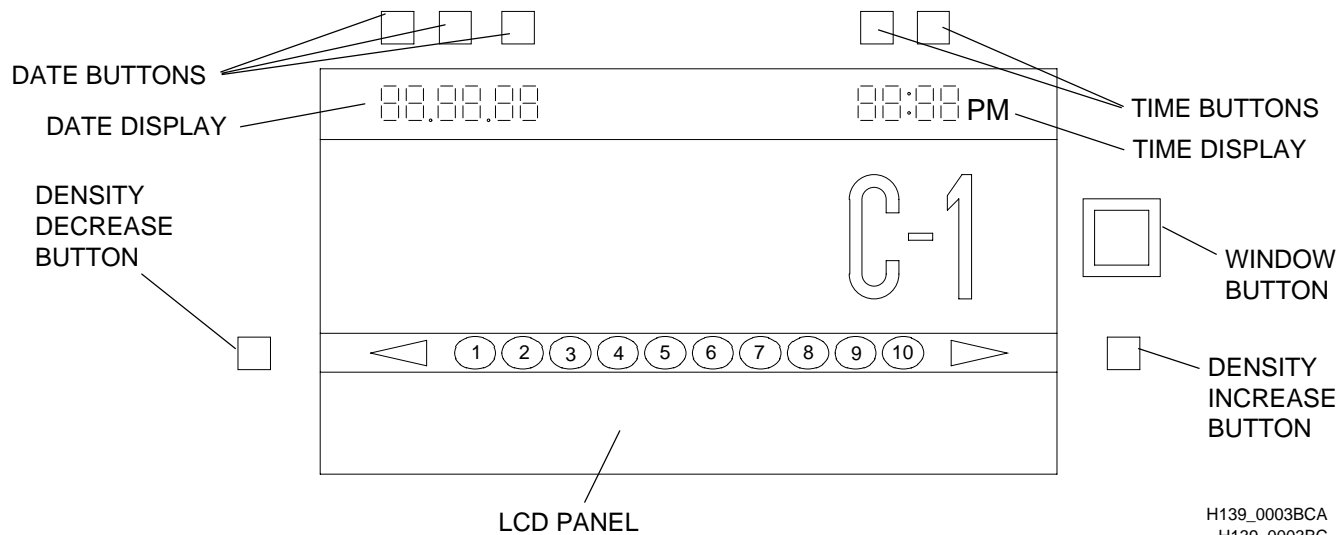 DATE BUTTONS
DATE DISPLAY
88.88.88
88:88 PM
TIME BUTTONS
TIME DISPLAY
DENSITY
DECREASE
BUTTON
C-1
WINDOW
BUTTON
1 2 3 4 5 6 7 8 9 10
DENSITY
INCREASE
BUTTON
LCD PANEL
H139_0003BCA
H139_0003BC